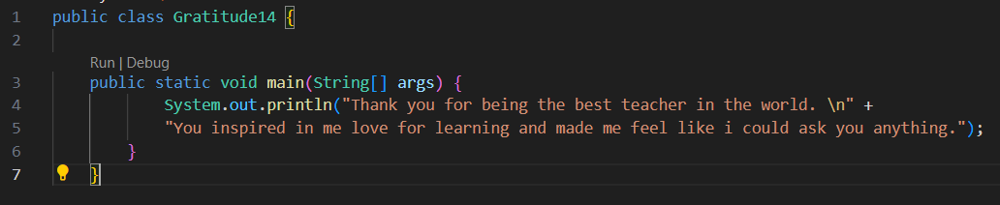 1 public class Gratitude14 {
2
Run | Debug
3 public static void main(String[] args) {
4 System.out.println("Thank you for being the best teacher in the world. \n" +
5 "You inspired in me love for learning and made me feel like i could ask you anything.");
6 }
7 }